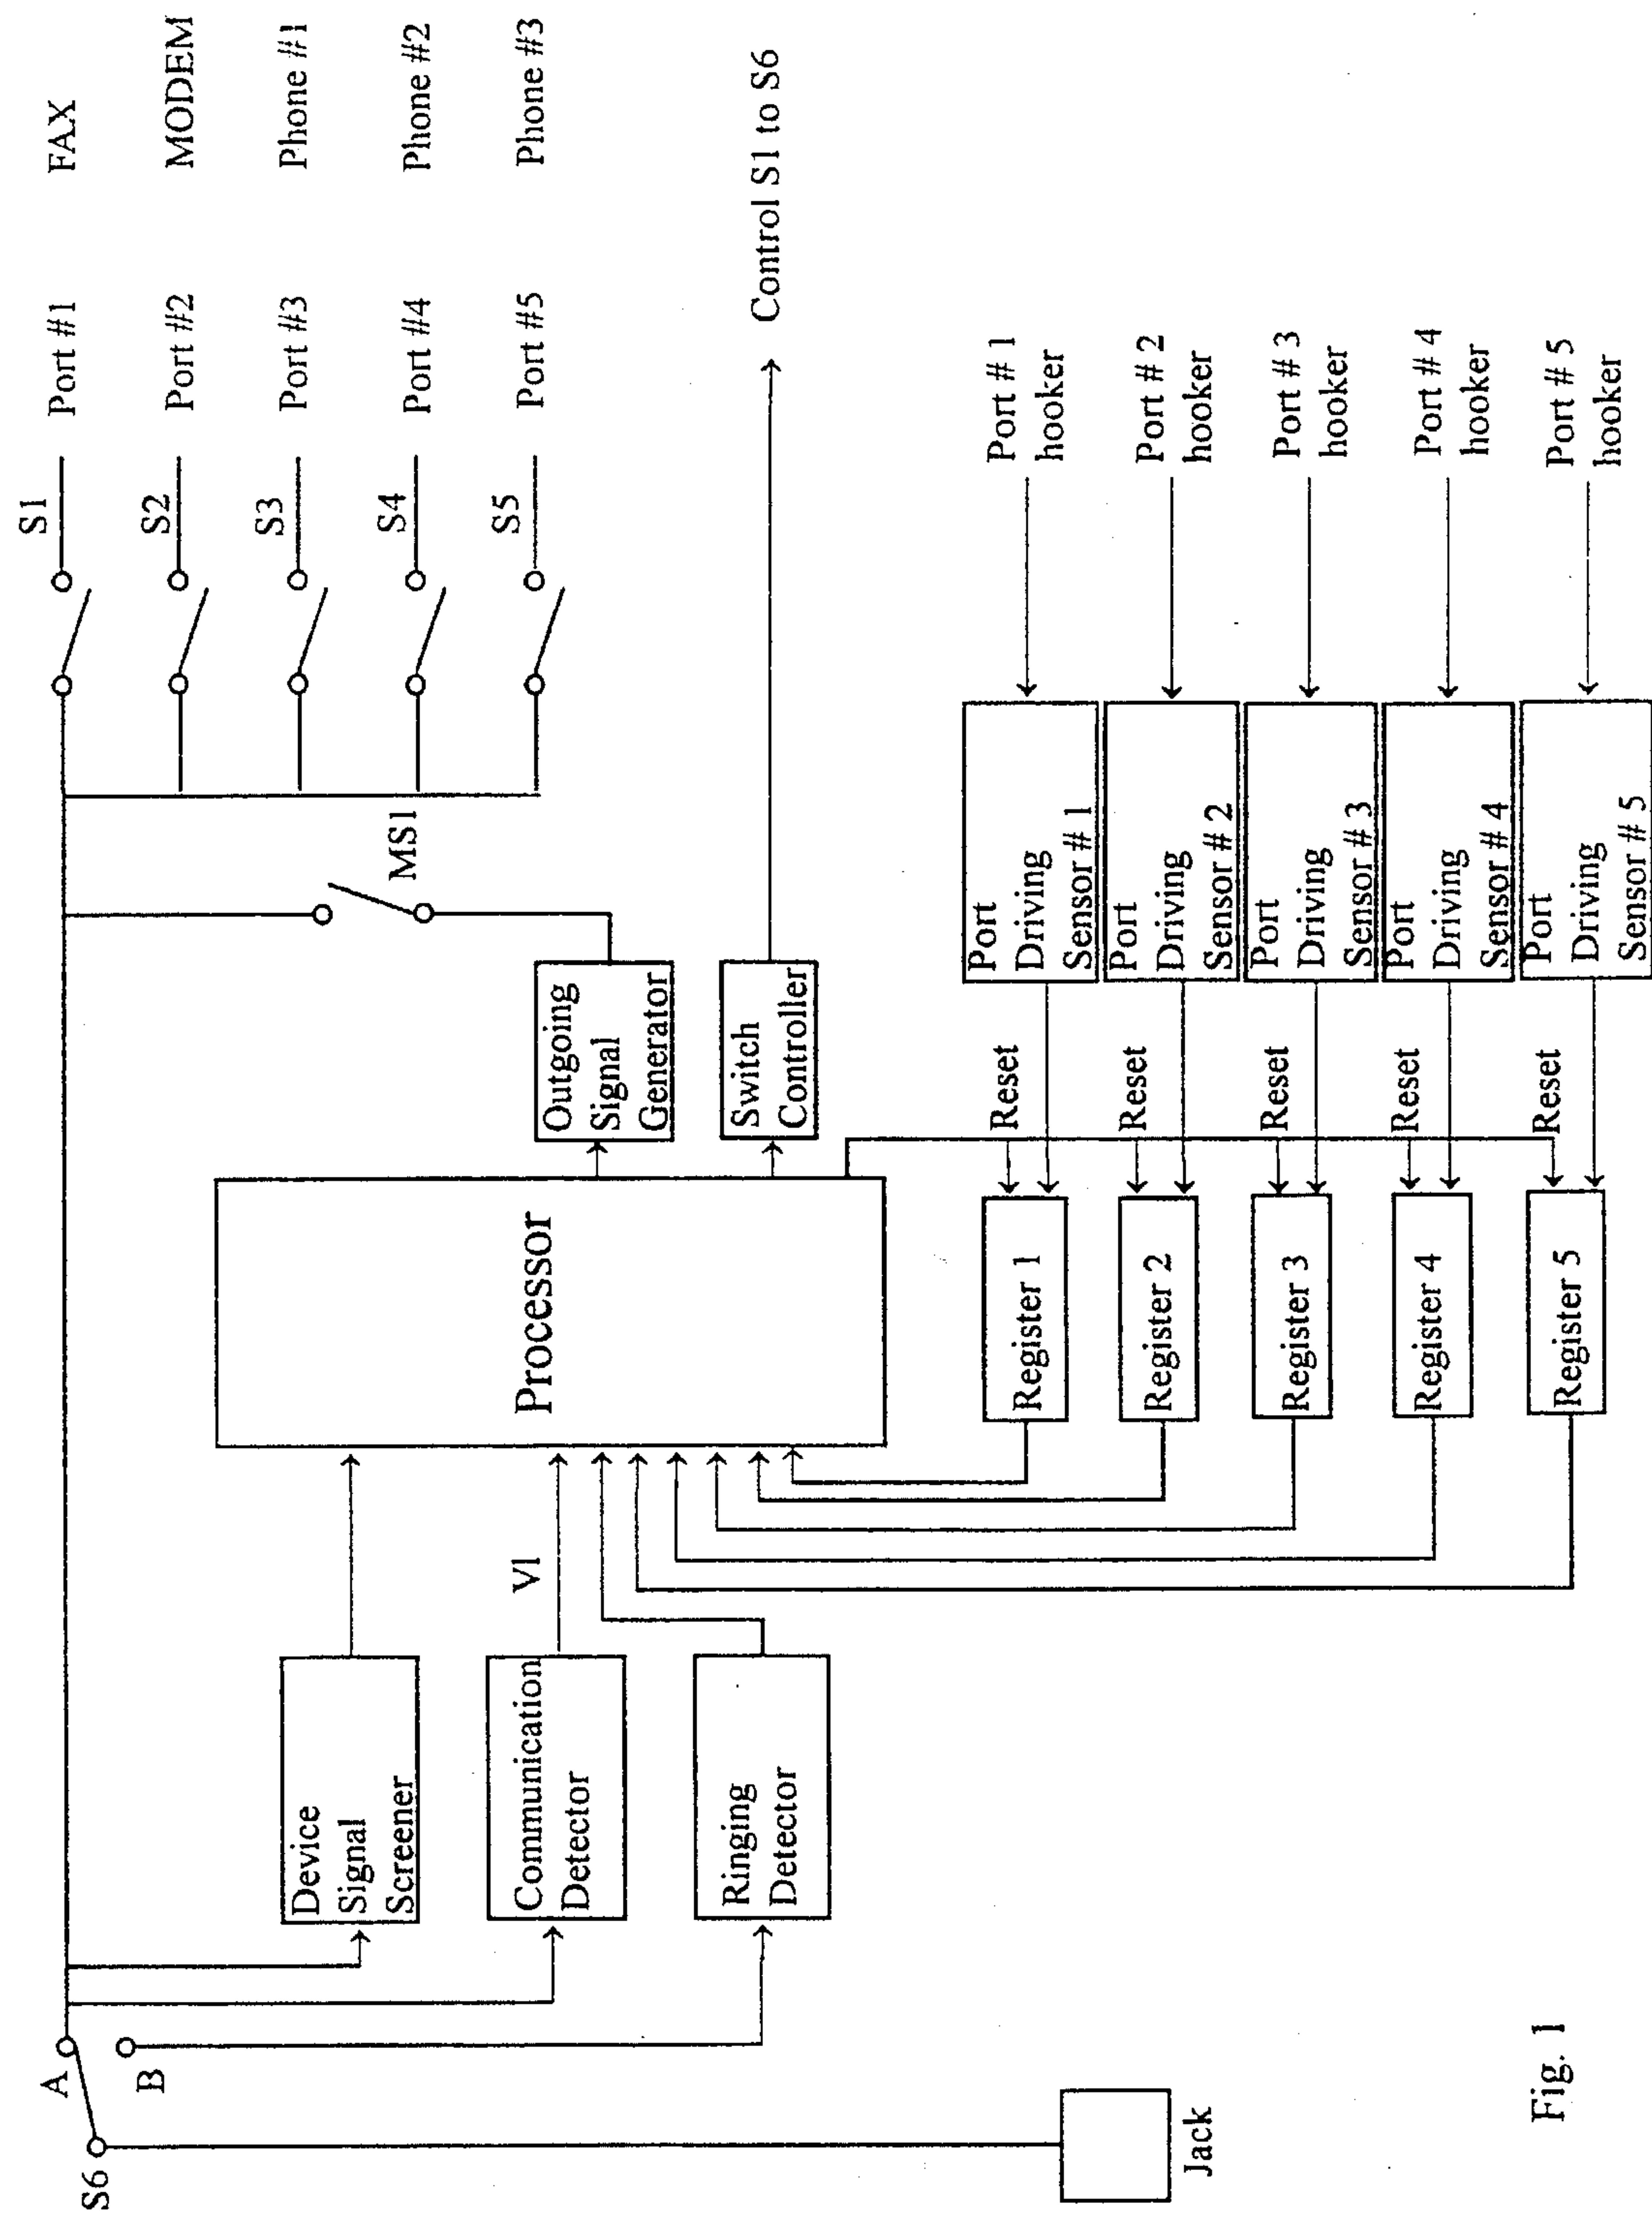 S6
A
B
Jack
Device
Signal
Screener
Communication
Detector
Ringing
Detector
V1
Processor
Outgoing
Signal
Generator
Switch
Controller
MS1
S1
Port #1
FAX
S2
Port #2
MODEM
S3
Port #3
Phone #1
S4
Port #4
Phone #2
S5
Port #5
Phone #3
Control S1 to S6
Register 1
Reset
Port
Driving
Sensor # 1
Port # 1
hooker
Register 2
Reset
Port
Driving
Sensor # 2
Port # 2
hooker
Register 3
Reset
Port
Driving
Sensor # 3
Port # 3
hooker
Register 4
Reset
Port
Driving
Sensor # 4
Port # 4
hooker
Register 5
Reset
Port
Driving
Sensor # 5
Port # 5
hooker
Fig. 1